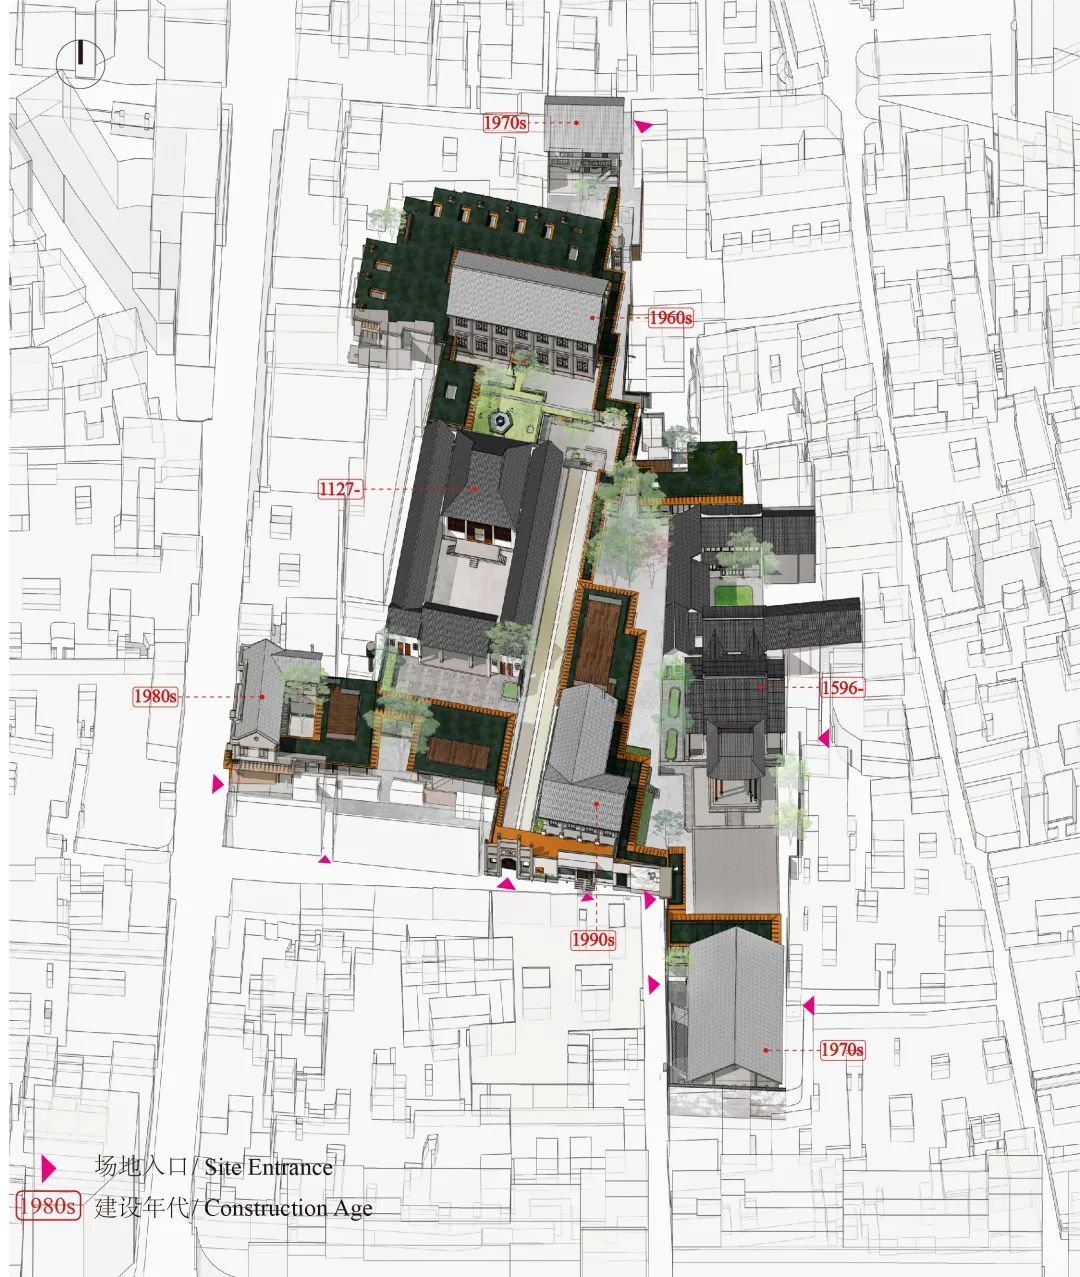 1970s
1960s
1127-
1980s
1596-
1990s
1970s
场地入口/ Site Entrance
1980s 建设年代/ Construction Age